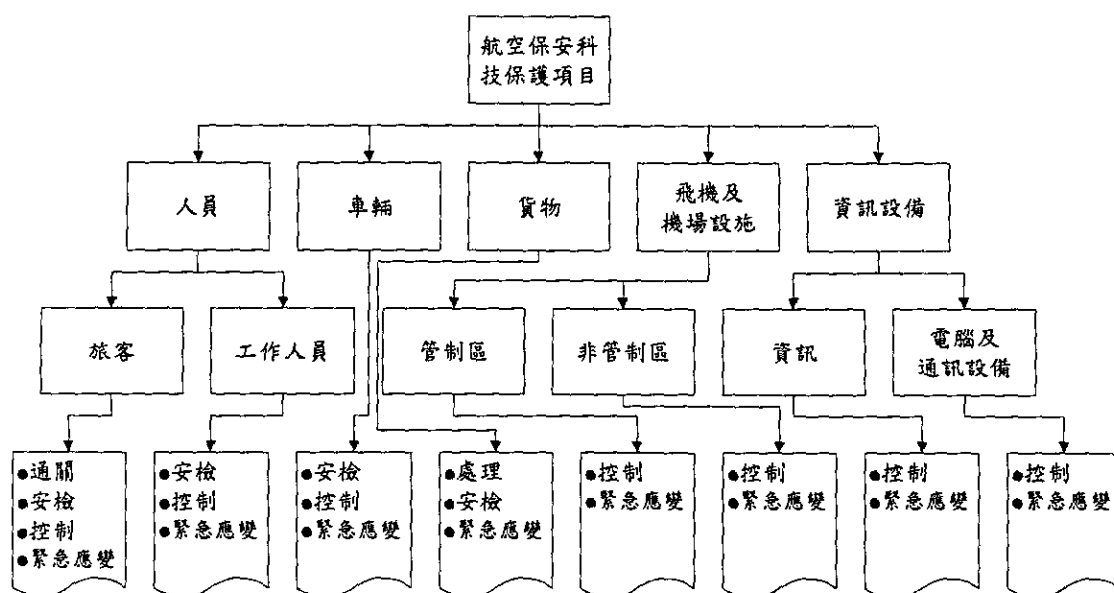 航空保安科
技保護項目
人員
車輛
貨物
飛機及
機場設施
資訊設備
旅客
工作人員
管制區
非管制區
資訊
電腦及
通訊設備
●通關
●安檢
●控制
●緊急應變
●安檢
●控制
●緊急應變
●安檢
●控制
●緊急應變
●處理
●安檢
●緊急應變
●控制
●緊急應變
●控制
●緊急應變
●控制
●緊急應變
●控制
●緊急應變